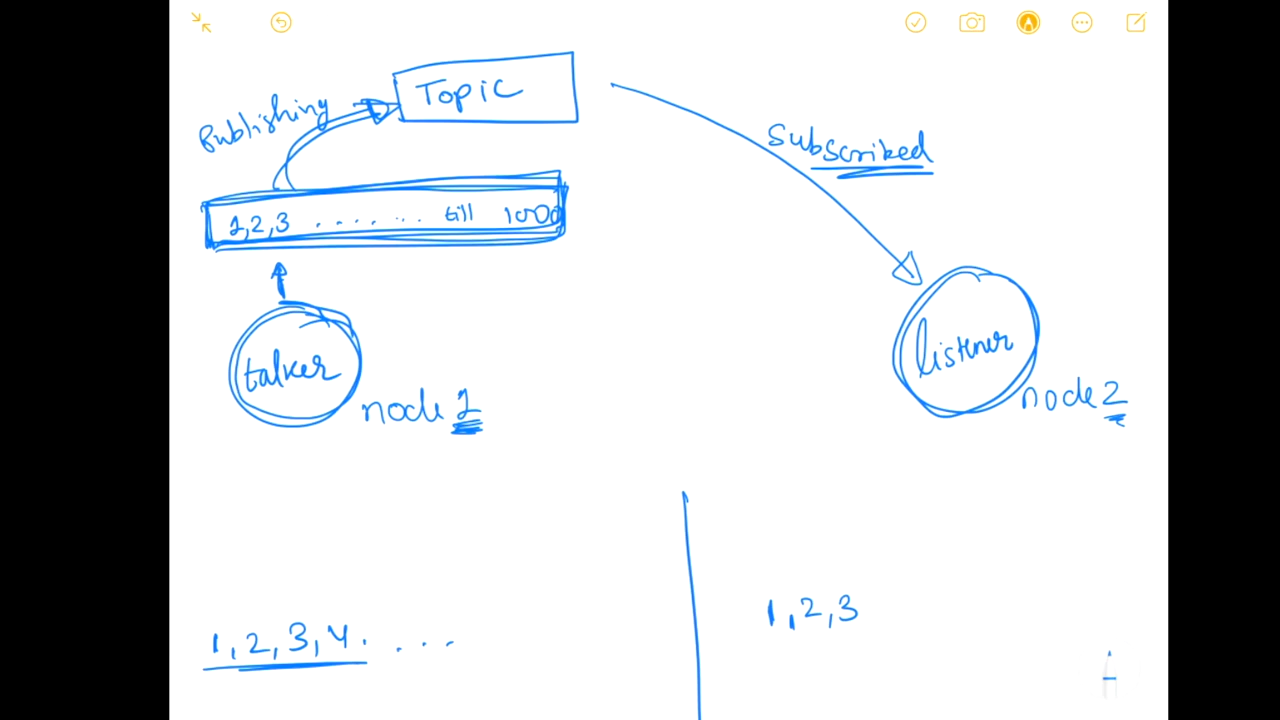 Topic
Publishing
Subscribed
1,2,3 ....... till 1000
talker
listener
node 1
node 2
1,2,3
1,2,3,4. ...